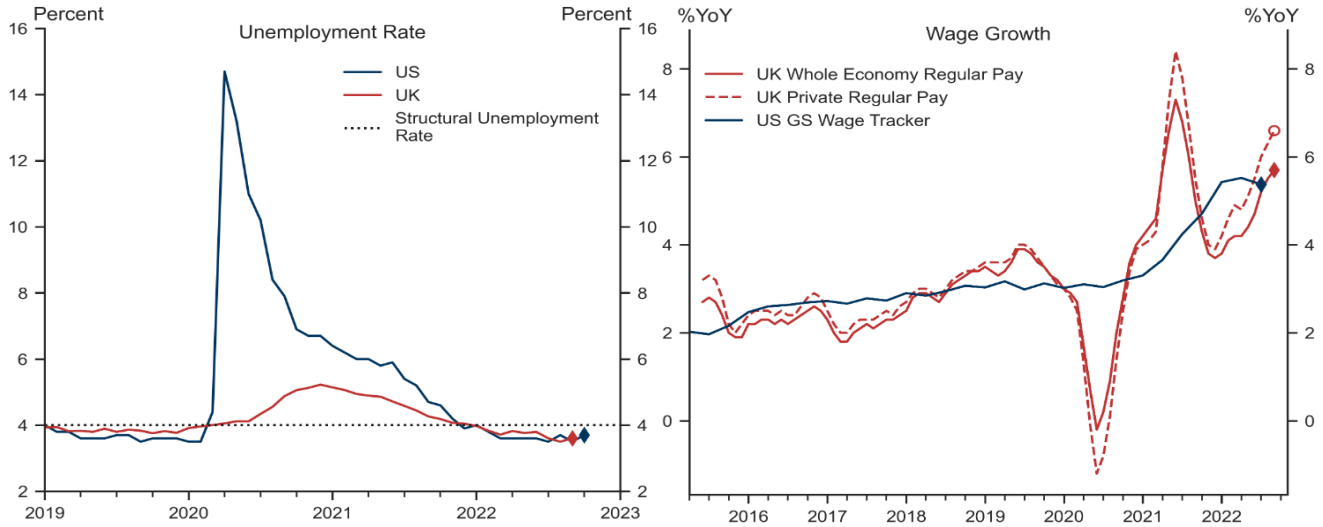 Percent
Percent
Unemployment Rate
US
UK
Structural Unemployment
Rate
16
14
12
10
8
6
4
2
16
14
12
10
8
6
4
2
2019
2020
2021
2022
2023
%YoY
%YoY
Wage Growth
UK Whole Economy Regular Pay
UK Private Regular Pay
US GS Wage Tracker
8
6
4
2
0
8
6
4
2
0
2016
2017
2018
2019
2020
2021
2022